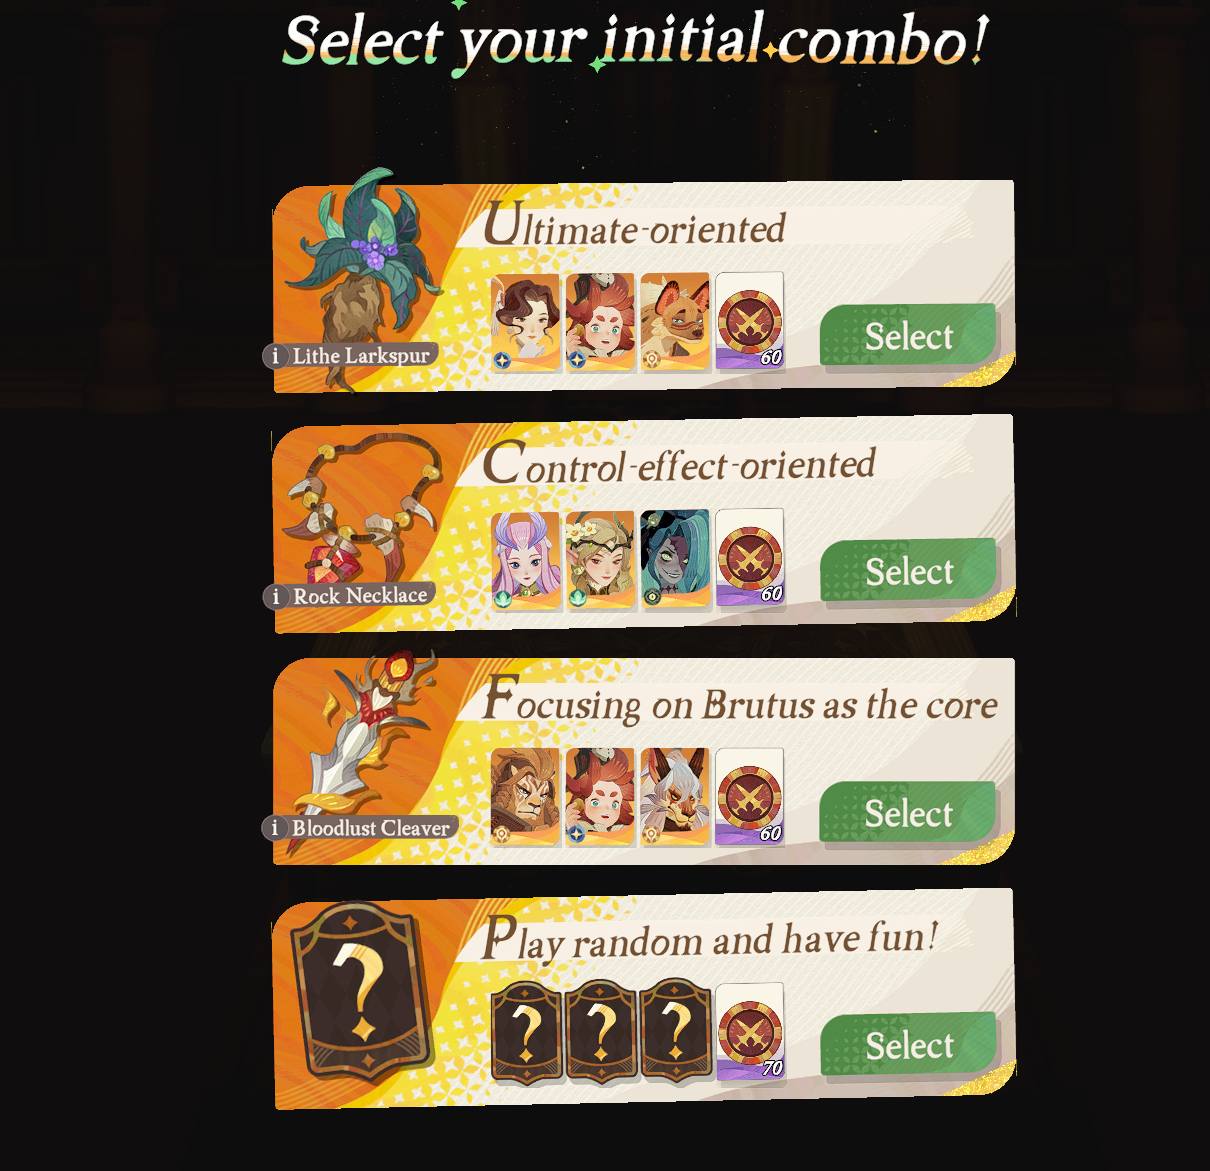 Select your initial combo!
Ultimate-oriented
60
Select
i Lithe Larkspur
Control-effect-oriented
60
Select
i Rock Necklace
Focusing on Brutus as the core
60
Select
i Bloodlust Cleaver
Play random and have fun!
?
? ? ?
70
Select